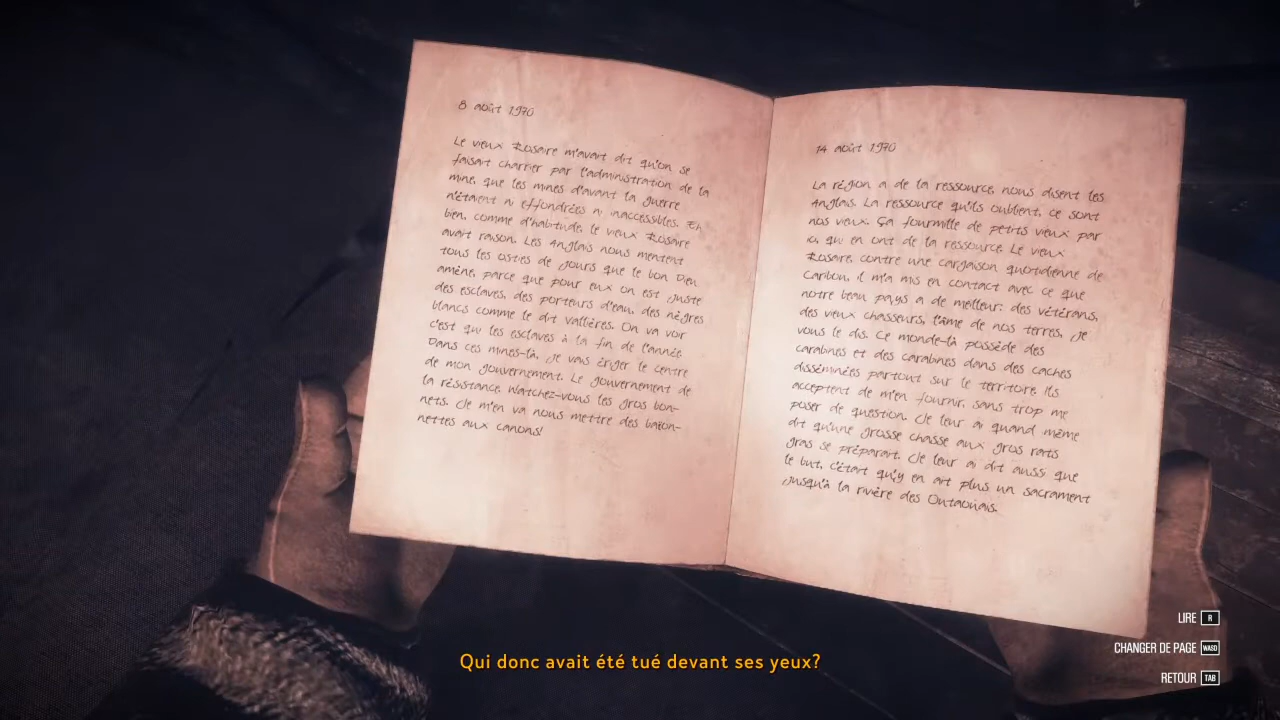 8 août 1970
Le vieux Rosaire m'avait dit qu'on se
faisait charrier par l'administration de la
mine, que les mines d'avant la guerre
n'étaient ni effondrées ni inaccessibles. Eh
bien, comme d'habitude, le vieux Rosaire
avait raison. Les Anglais nous mentent
tous les osties de jours que le bon Dieu
amène, parce que pour eux on est juste
des esclaves, des porteurs d'eau, des nègres
blancs comme le dit Vallières. On va voir
c'est qui les esclaves à la fin de l'année.
Dans ces mines-là, je vais ériger le centre
de mon gouvernement. Le gouvernement de
la résistance. Watchez-vous les gros bon-
nets. Je m'en va nous mettre des baïon-
nettes aux canons!
14 août 1970
La région a de la ressource, nous disent les
Anglais. La ressource qu'ils oublient, ce sont
nos vieux. Ça fourmille de petits vieux par
ici, qui en ont de la ressource. Le vieux
Rosaire, contre une cargaison quotidienne de
Caribou, il m'a mis en contact avec ce que
notre beau pays a de meilleur: des vétérans,
des vieux chasseurs, l'âme de nos terres, je
vous le dis. Ce monde-là possède des
carabines et des carabines dans des caches
disséminées partout sur le territoire. Ils
acceptent de m'en fournir, sans trop me
poser de question. Je leur ai quand même
dit qu'une grosse chasse aux gros rats
gras se préparait. Je leur ai dit aussi que
le but, c'était qu'y en ait plus un sacrament
jusqu'à la rivière des Outaouais.
Qui donc avait été tué devant ses yeux?
LIRE R
CHANGER DE PAGE WASD
RETOUR TAB